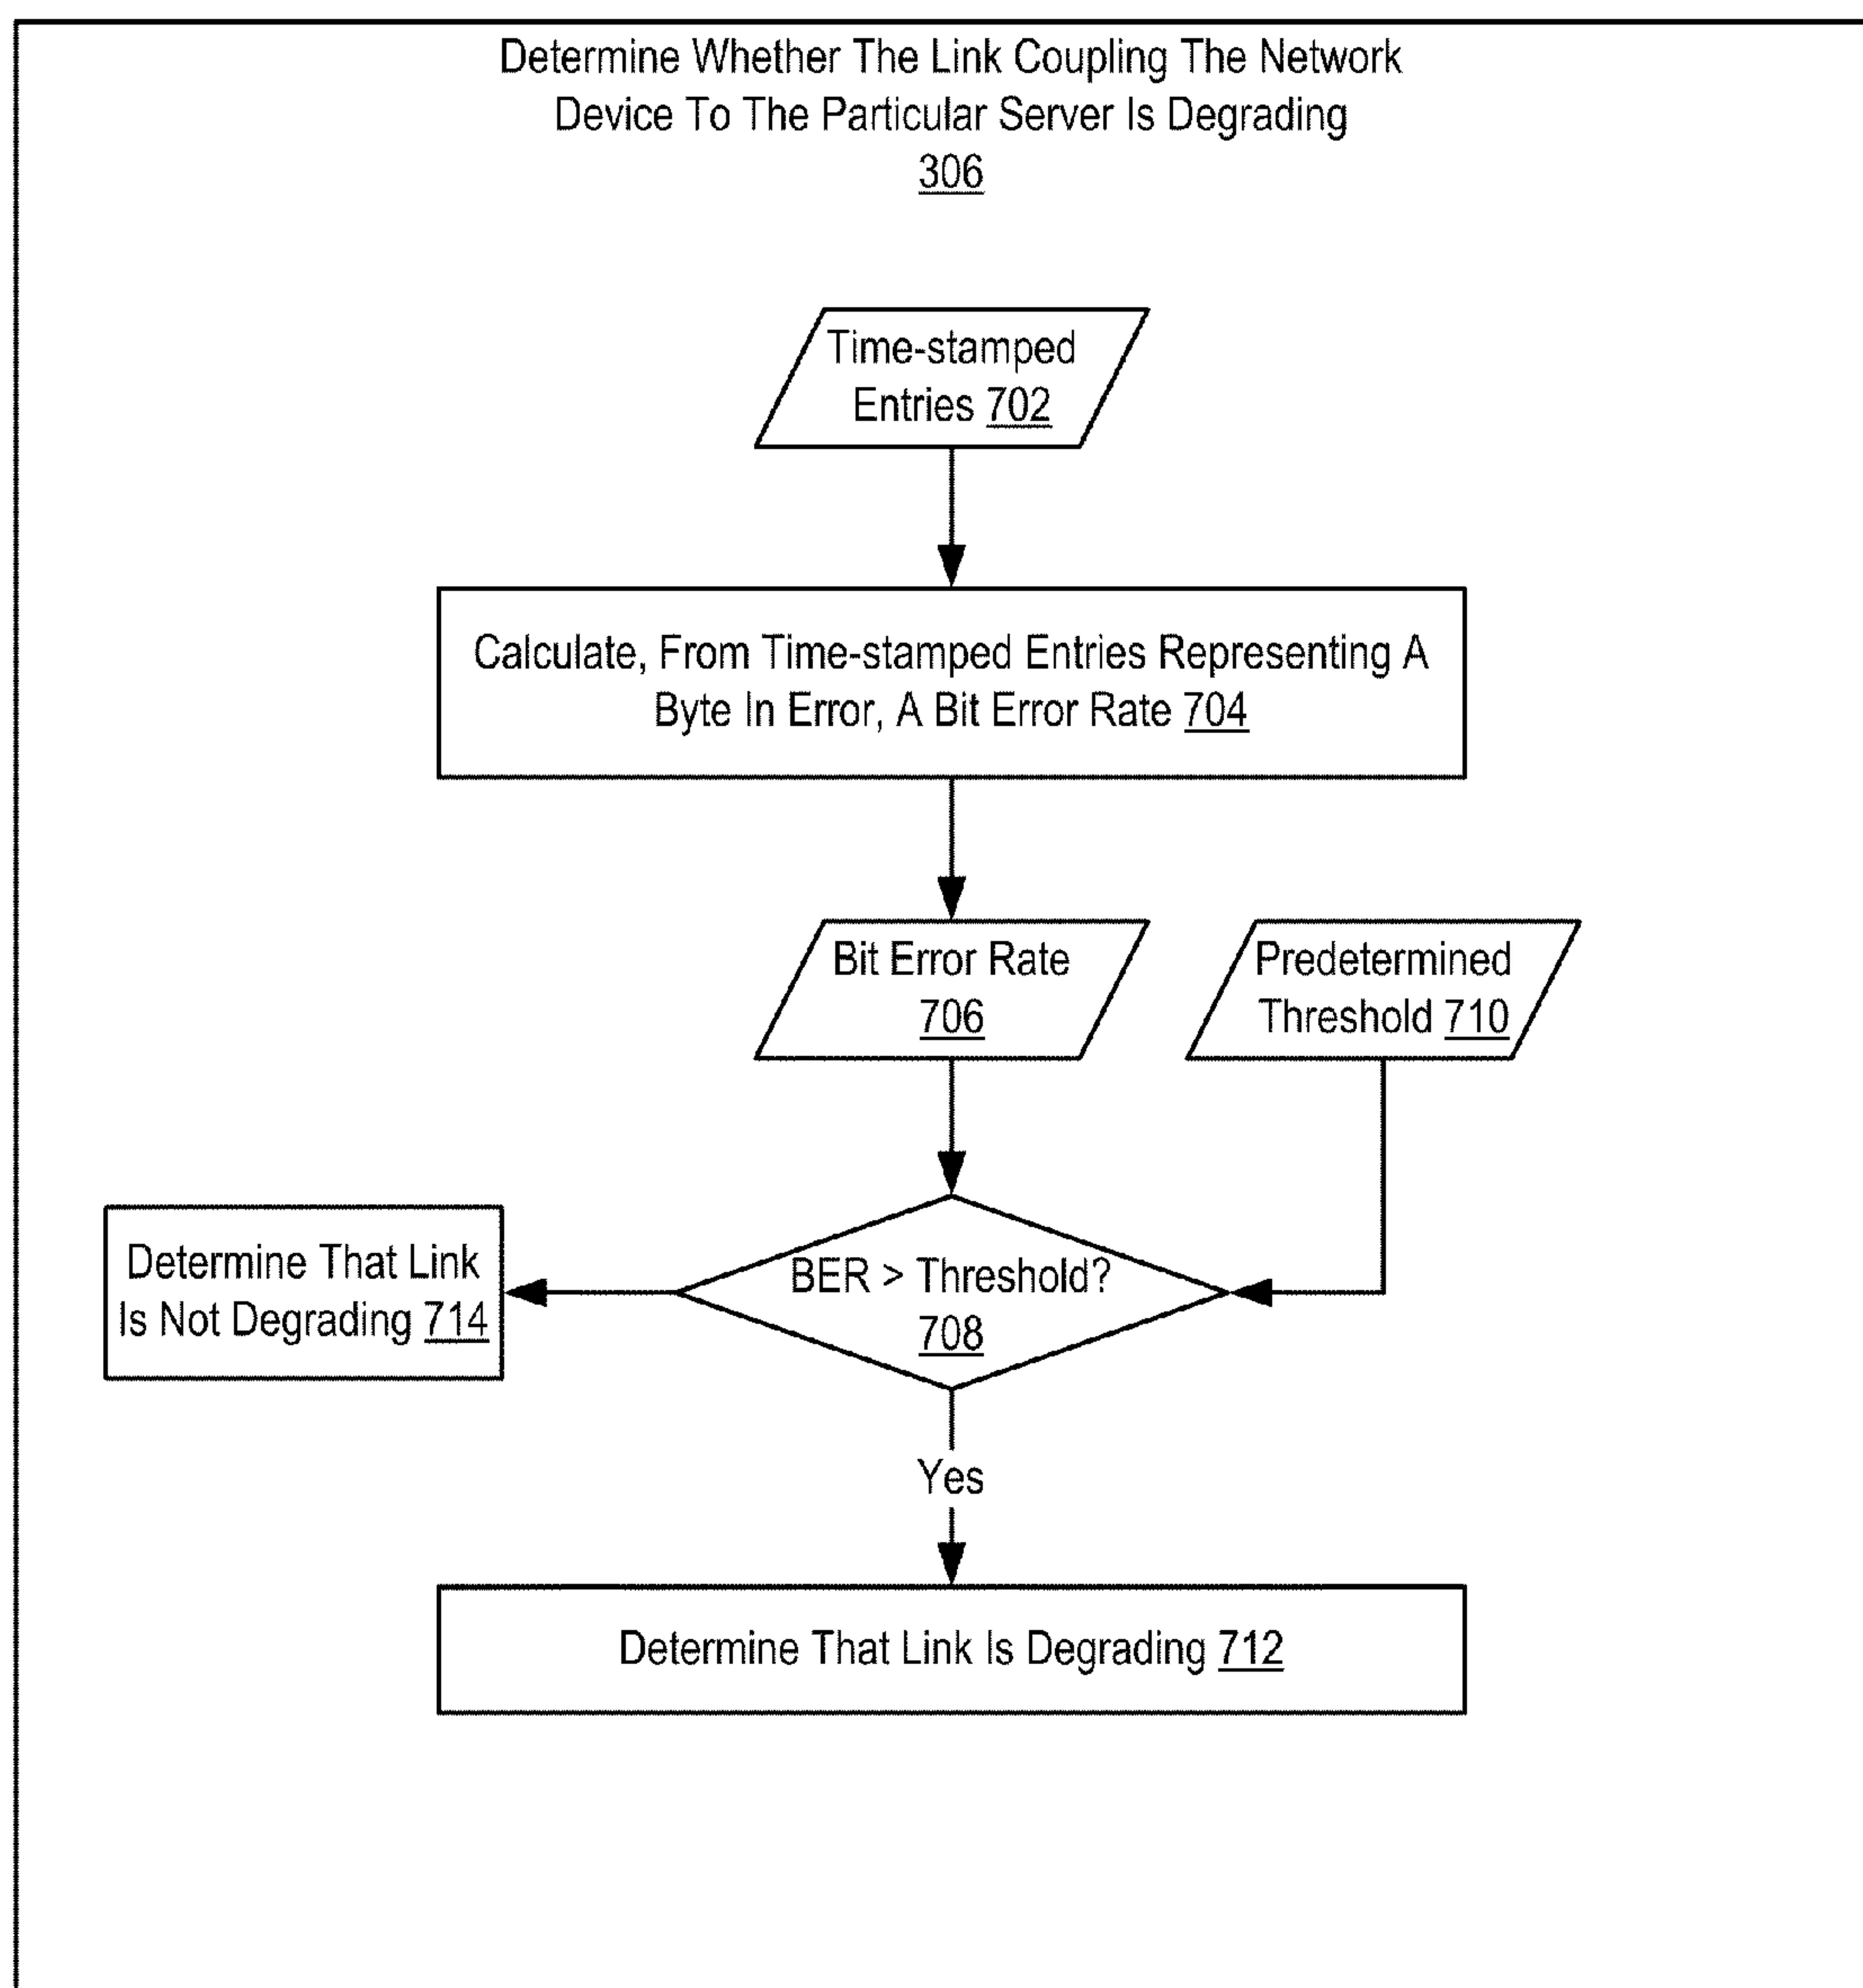 Determine Whether The Link Coupling The Network
Device To The Particular Server Is Degrading
306
Time-stamped
Entries 702
Calculate, From Time-stamped Entries Representing A
Byte In Error, A Bit Error Rate 704
Bit Error Rate
706
Predetermined
Threshold 710
BER > Threshold?
708
Determine That Link
Is Not Degrading 714
Yes
Determine That Link Is Degrading 712